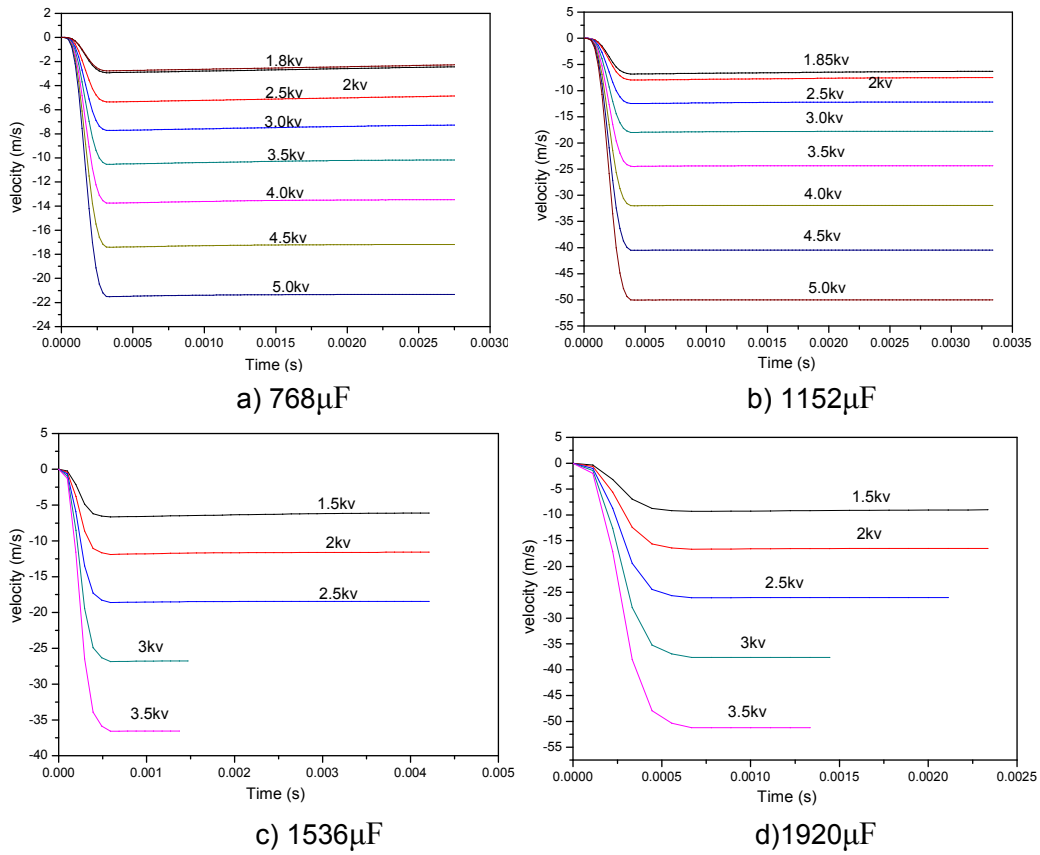 2
0
-2
-4
-6
-8
-10
-12
-14
-16
-18
-20
-22
-24
velocity (m/s)
1.8kv
2kv
2.5kv
3.0kv
3.5kv
4.0kv
4.5kv
5.0kv
0.0000 0.0005 0.0010 0.0015 0.0020 0.0025 0.0030
Time (s)
a) 768μF
5
0
-5
-10
-15
-20
-25
-30
-35
-40
-45
-50
-55
velocity (m/s)
1.85kv
2kv
2.5kv
3.0kv
3.5kv
4.0kv
4.5kv
5.0kv
0.0000 0.0005 0.0010 0.0015 0.0020 0.0025 0.0030 0.0035
Time (s)
b) 1152μF
5
0
-5
-10
-15
-20
-25
-30
-35
-40
velocity (m/s)
1.5kv
2kv
2.5kv
3kv
3.5kv
0.000 0.001 0.002 0.003 0.004 0.005
Time (s)
c) 1536μF
5
0
-5
-10
-15
-20
-25
-30
-35
-40
-45
-50
-55
velocity (m/s)
1.5kv
2kv
2.5kv
3kv
3.5kv
0.0000 0.0005 0.0010 0.0015 0.0020 0.0025
Time (s)
d)1920μF